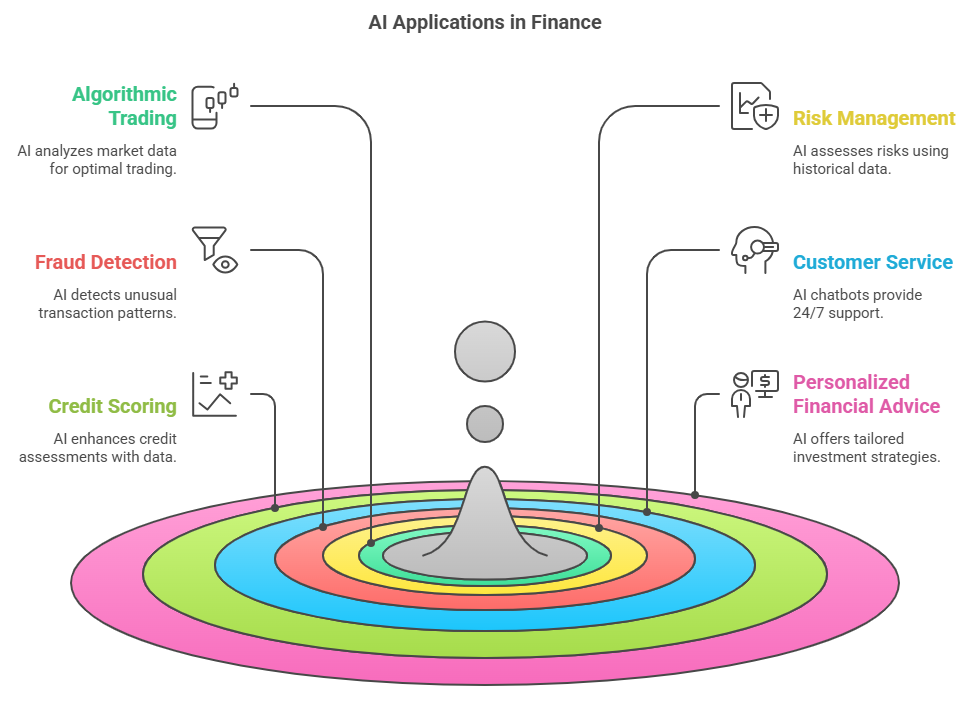 AI Applications in Finance
Algorithmic
Trading
AI analyzes market data
for optimal trading.
Fraud Detection
AI detects unusual
transaction patterns.
Credit Scoring
AI enhances credit
assessments with data.
Risk Management
AI assesses risks using
historical data.
Customer Service
AI chatbots provide
24/7 support.
$
Personalized
Financial Advice
AI offers tailored
investment strategies.